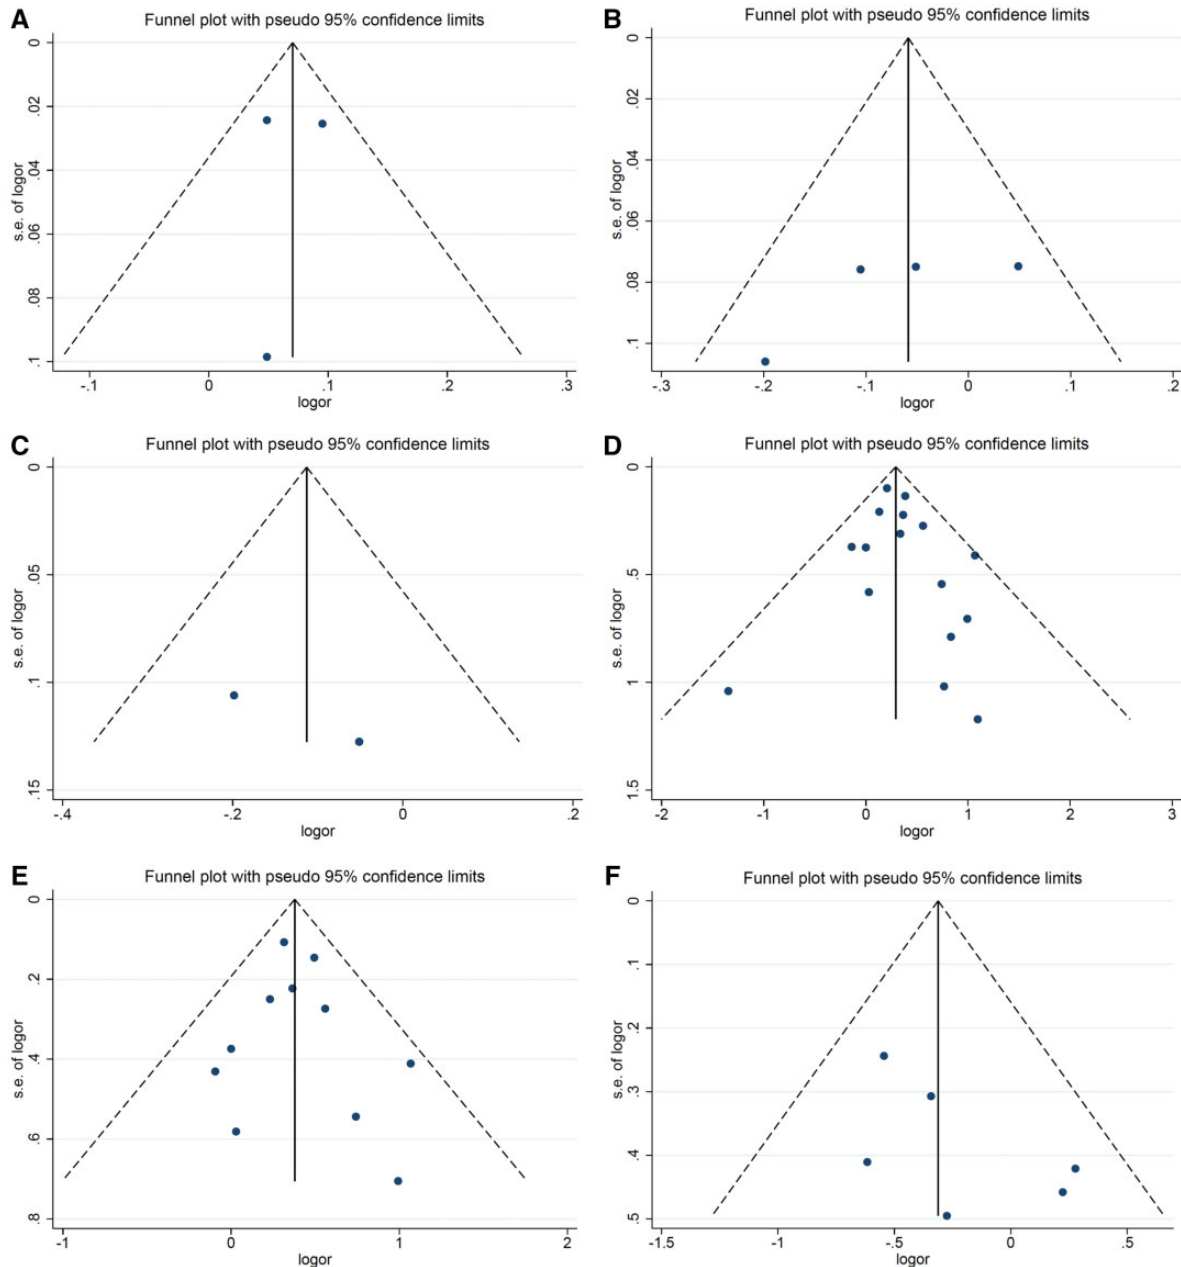 A
Funnel plot with pseudo 95% confidence limits
s.e. of logor
0
.02
.04
.06
.08
.1
-.1
0
.1
.2
.3
logor
B
Funnel plot with pseudo 95% confidence limits
s.e. of logor
0
.02
.04
.06
.08
.1
-.3
-.2
-.1
0
.1
.2
logor
C
Funnel plot with pseudo 95% confidence limits
s.e. of logor
0
.05
.1
.15
-.4
-.2
0
.2
logor
D
Funnel plot with pseudo 95% confidence limits
s.e. of logor
0
.5
1
1.5
-2
-1
0
1
2
3
logor
E
Funnel plot with pseudo 95% confidence limits
s.e. of logor
0
.2
.4
.6
.8
-1
0
1
2
logor
F
Funnel plot with pseudo 95% confidence limits
s.e. of logor
0
.1
.2
.3
.4
.5
-1.5
-1
-.5
0
.5
logor